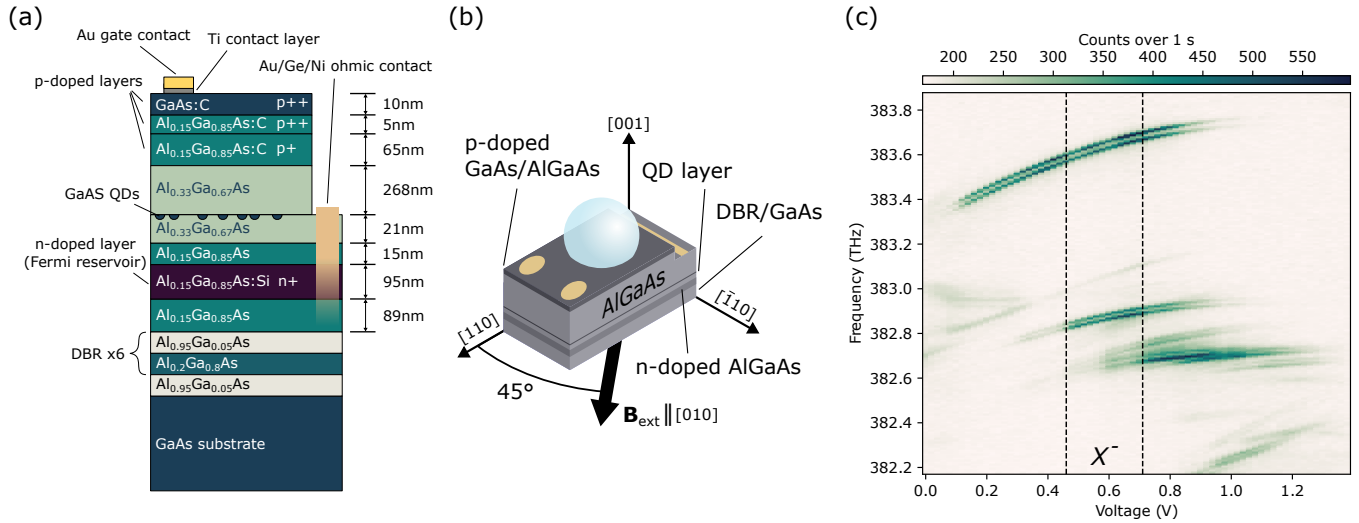 (a)
Au gate contact
Ti contact layer
p-doped layers
Au/Ge/Ni ohmic contact
GaAs:C p++
10nm
Al0.15Ga0.85As:C p++
5nm
Al0.15Ga0.85As:C p+
65nm
Al0.33Ga0.67As
268nm
GaAS QDs
Al0.33Ga0.67As
21nm
n-doped layer
(Fermi reservoir)
Al0.15Ga0.85As
15nm
Al0.15Ga0.85As:Si n+
95nm
Al0.15Ga0.85As
89nm
DBR x6
Al0.95Ga0.05As
Al0.2Ga0.8As
Al0.95Ga0.05As
GaAs substrate
(b)
[001]
p-doped
GaAs/AlGaAs
QD layer
DBR/GaAs
AlGaAs
[110]
[1̄10]
n-doped AlGaAs
45°
Bext ∥ [010]
(c)
Counts over 1 s
200 250 300 350 400 450 500 550
Frequency (THz)
383.8
383.6
383.4
383.2
383.0
382.8
382.6
382.4
382.2
X-
0.0 0.2 0.4 0.6 0.8 1.0 1.2
Voltage (V)